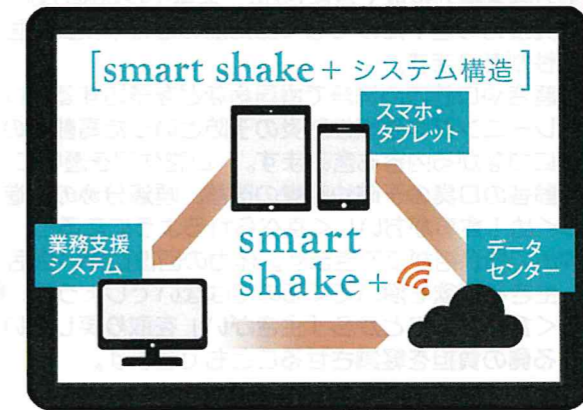 [smart shake+ システム構造]
スマホ・
タブレット
業務支援
システム
smart
shake+
データ
センター